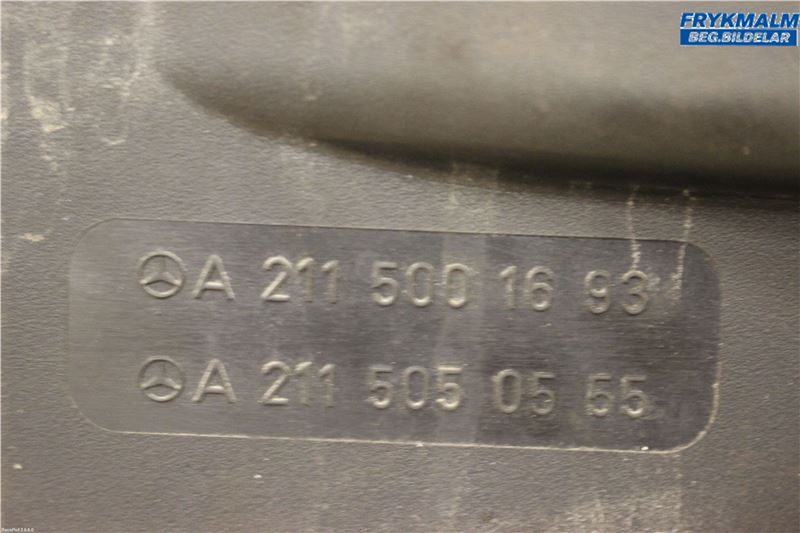 FRYKMALM
BEG.BILDELAR
A 211 500 16 93
A 211 505 05 55